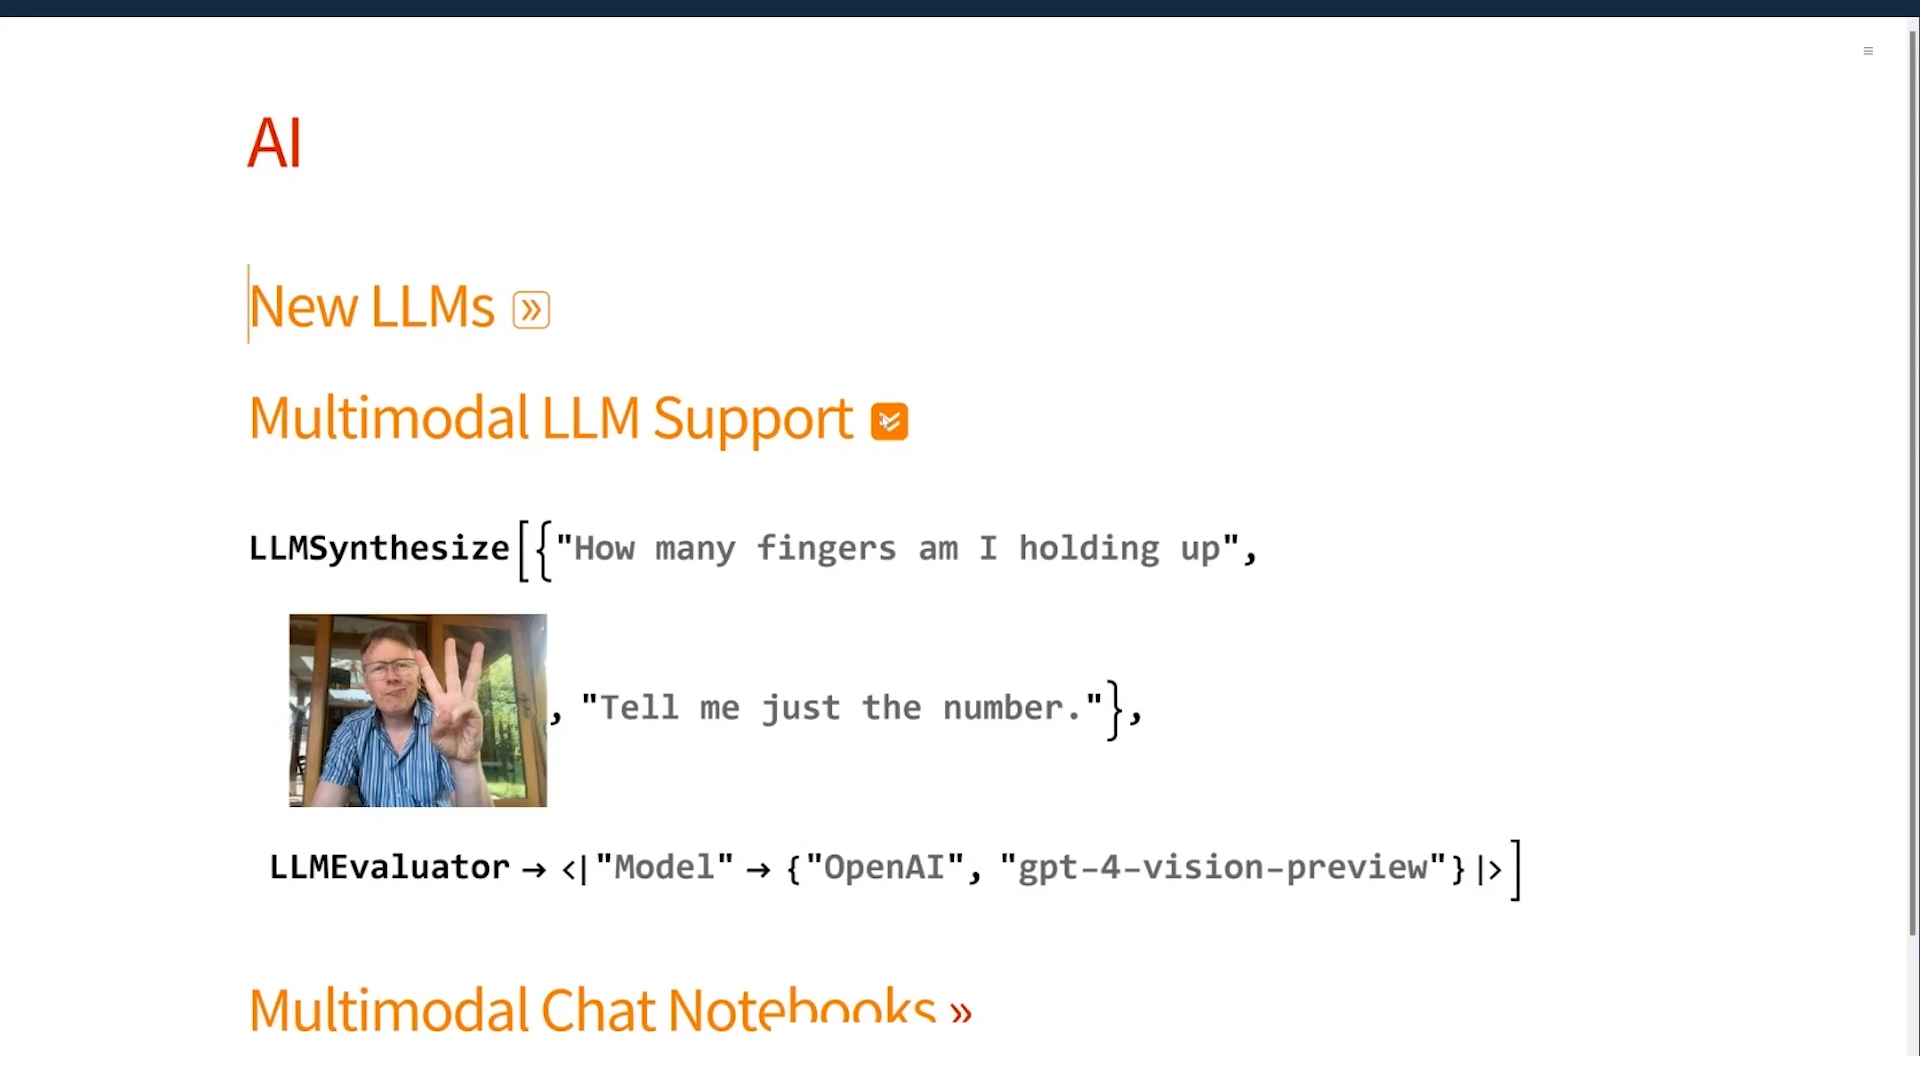 AI
New LLMs »
Multimodal LLM Support
LLMSynthesize[{"How many fingers am I holding up",
, "Tell me just the number."},
LLMEvaluator → <|"Model" → {"OpenAI", "gpt-4-vision-preview"}|>]
Multimodal Chat Notebooks »